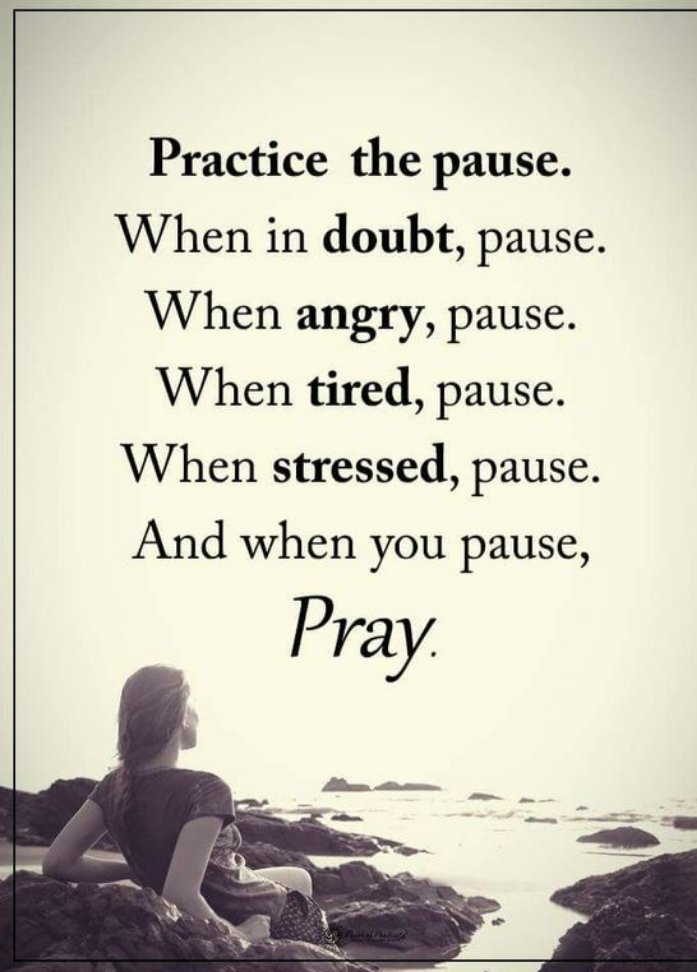 Practice the pause.
When in doubt, pause.
When angry, pause.
When tired, pause.
When stressed, pause.
And when you pause,
Pray.